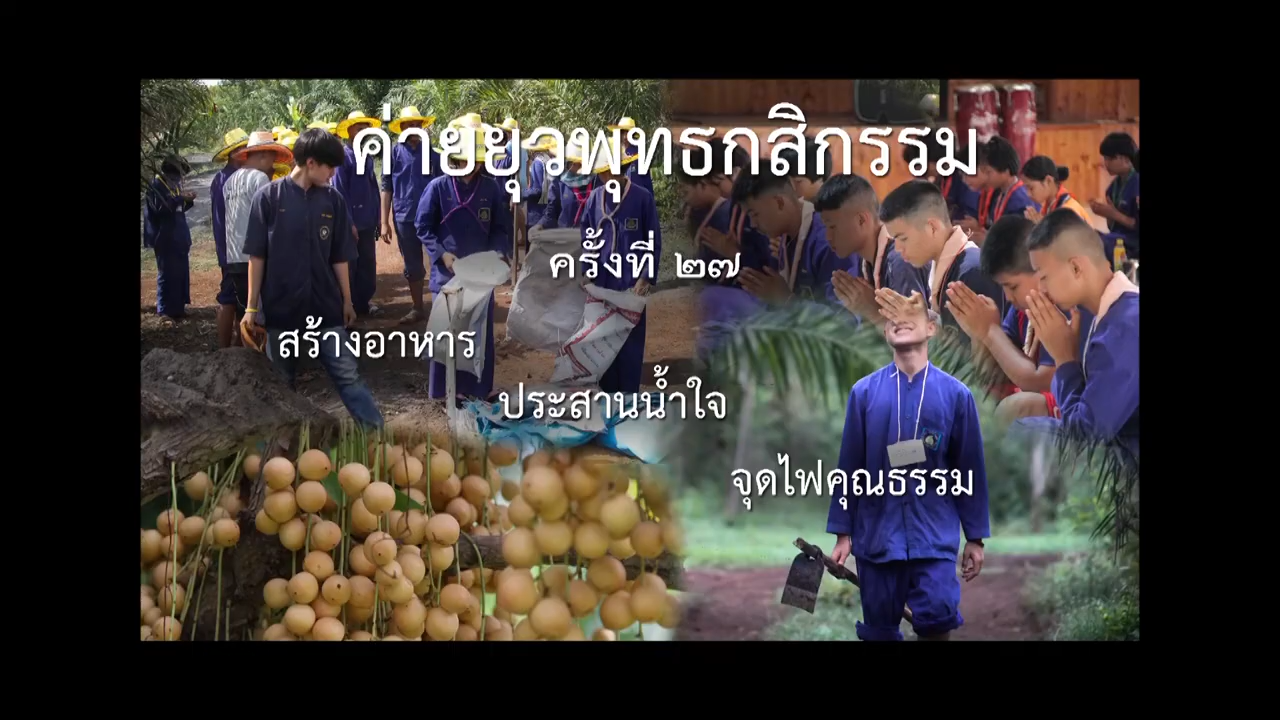 ค่ายยุวพุทธกสิกรรม
ครั้งที่ ๒๗
สร้างอาหาร
ประสานน้ำใจ
จุดไฟคุณธรรม